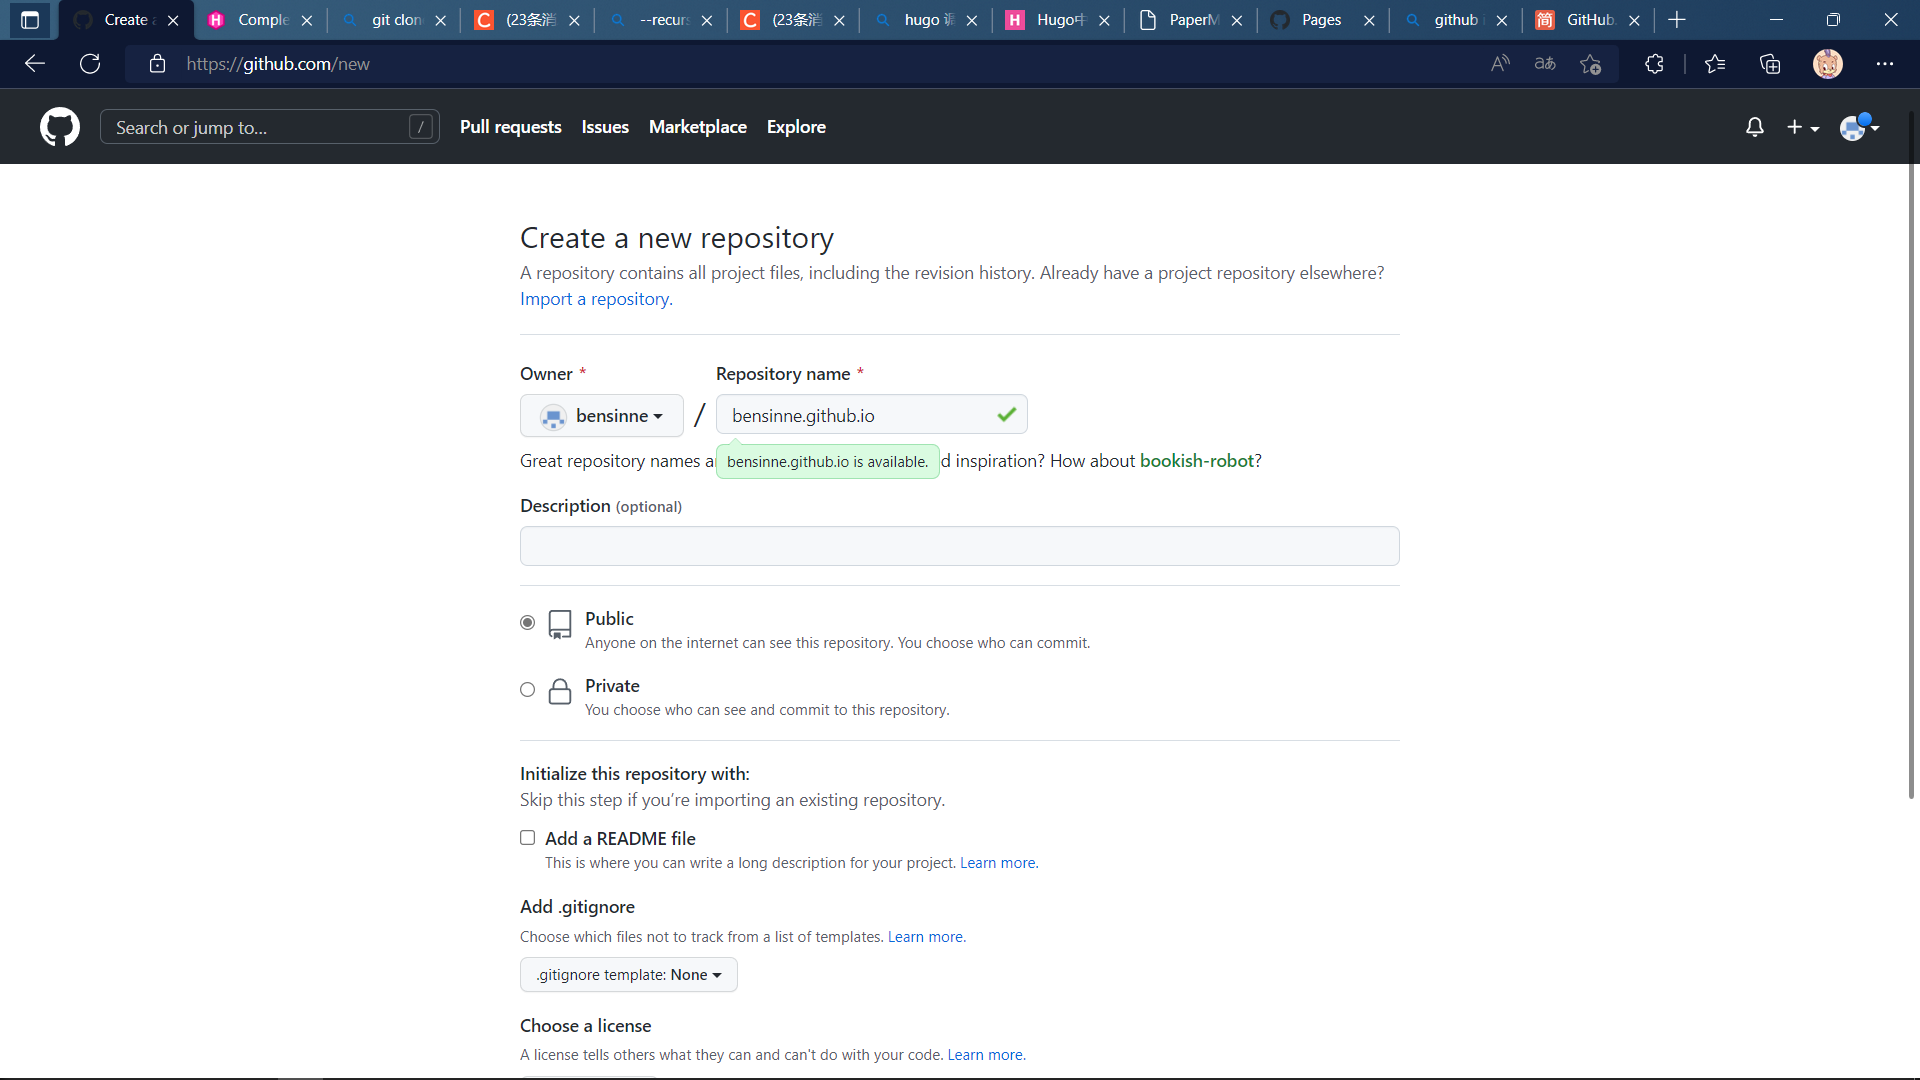 Create a
Comple
git clon
(23条消
--recurs
(23条消
hugo
Hugo中
PaperM
Pages
github
GitHub
https://github.com/new
Search or jump to...
/
Pull requests
Issues
Marketplace
Explore
Create a new repository
A repository contains all project files, including the revision history. Already have a project repository elsewhere?
Import a repository.
Owner *
Repository name *
bensinne
/
bensinne.github.io
Great repository names a
bensinne.github.io is available.
d inspiration? How about bookish-robot?
Description (optional)
Public
Anyone on the internet can see this repository. You choose who can commit.
Private
You choose who can see and commit to this repository.
Initialize this repository with:
Skip this step if you’re importing an existing repository.
Add a README file
This is where you can write a long description for your project. Learn more.
Add .gitignore
Choose which files not to track from a list of templates. Learn more.
.gitignore template: None
Choose a license
A license tells others what they can and can't do with your code. Learn more.